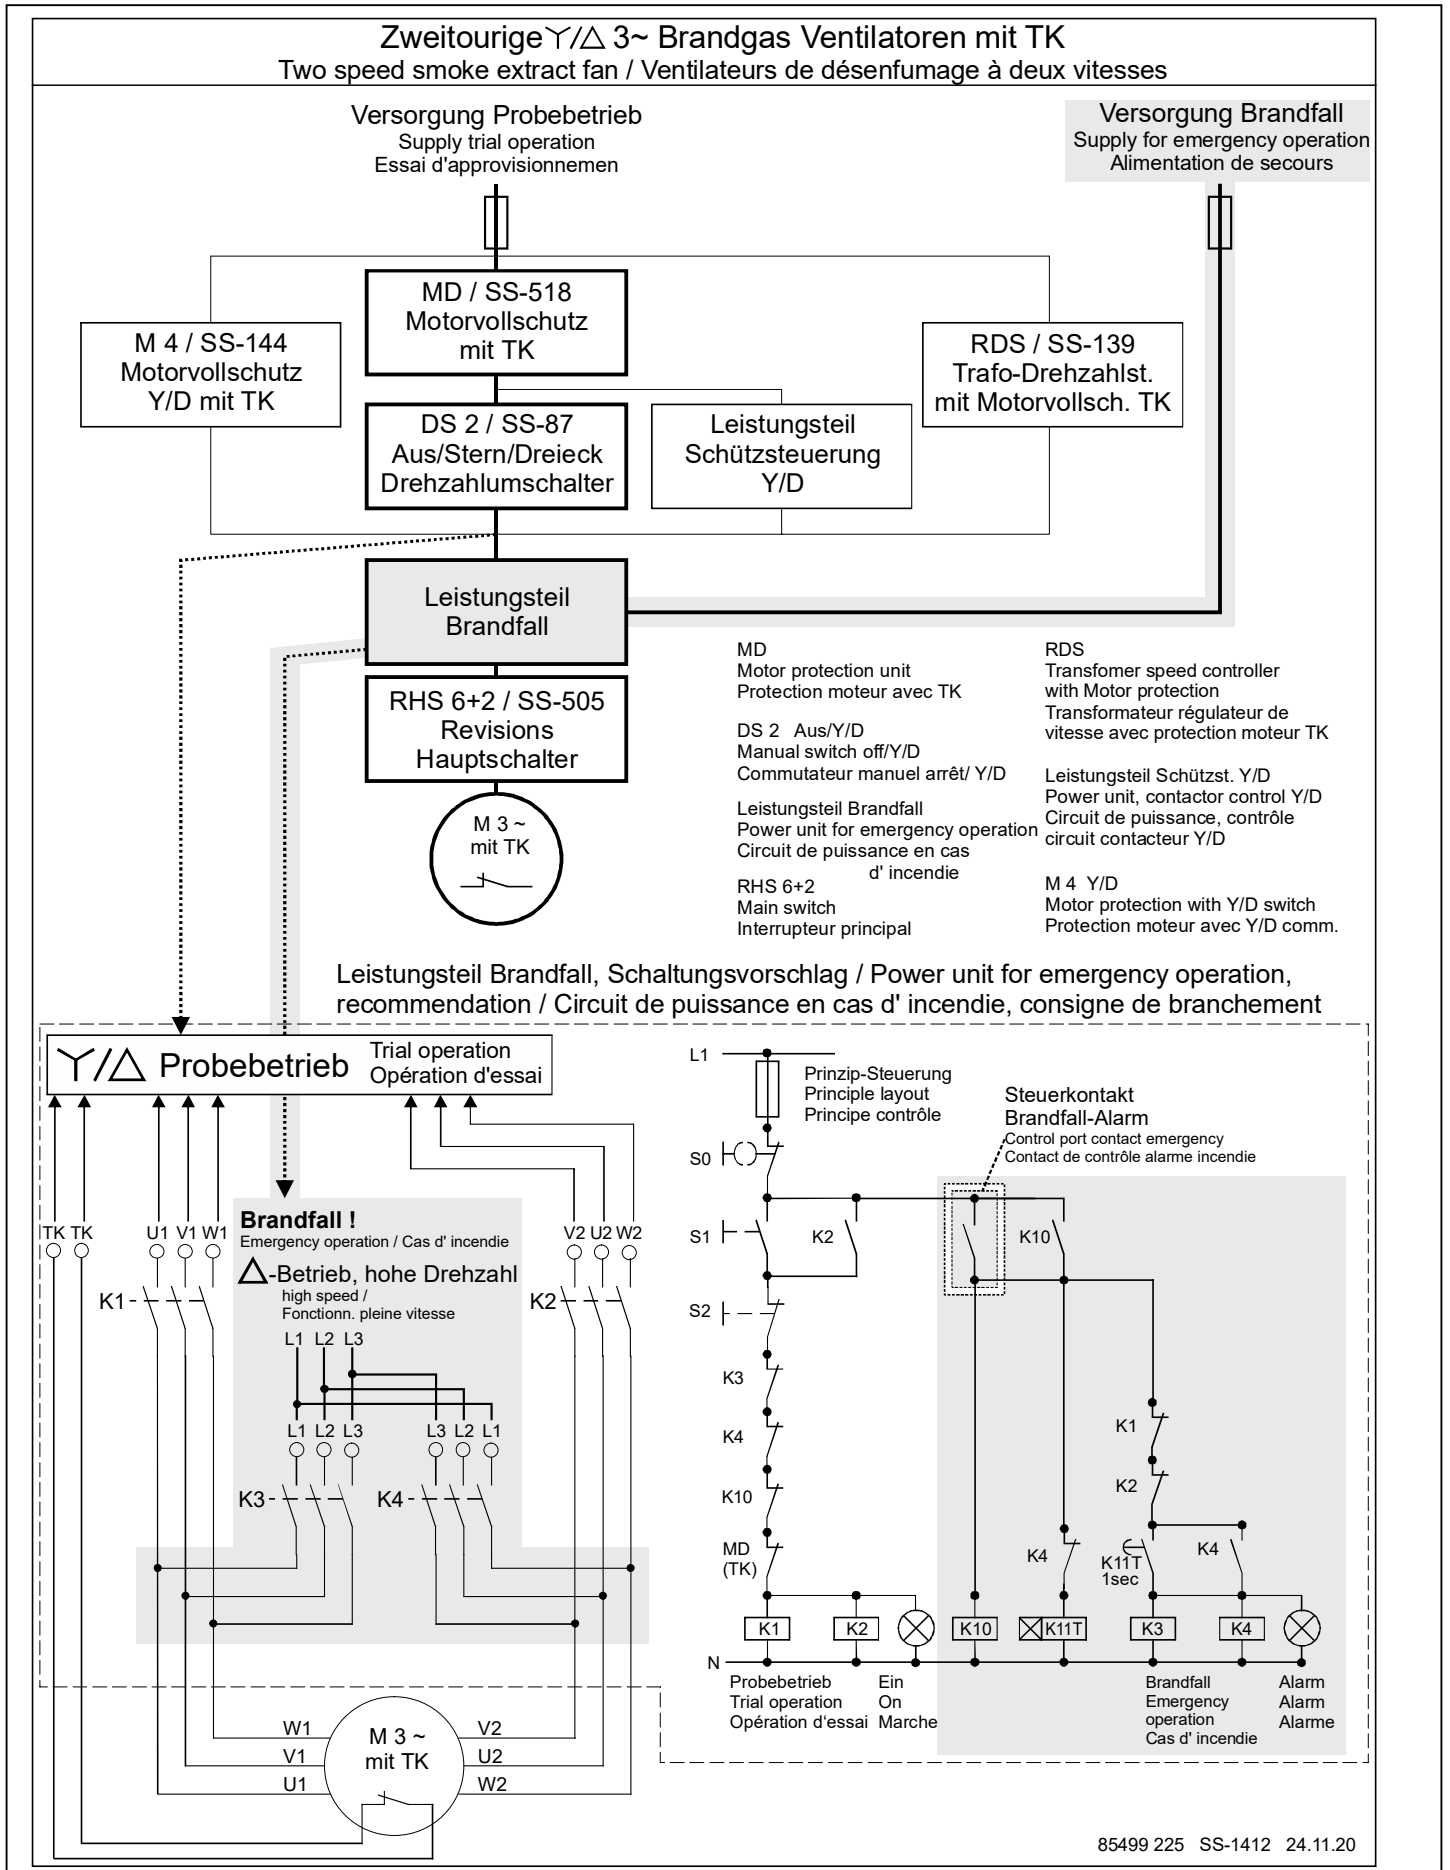 Zweitourige Y/△ 3~ Brandgas Ventilatoren mit TK
Two speed smoke extract fan / Ventilateurs de désenfumage à deux vitesses
Versorgung Probebetrieb
Supply trial operation
Essai d'approvisionnemen
Versorgung Brandfall
Supply for emergency operation
Alimentation de secours
MD / SS-518
Motorvollschutz
mit TK
M 4 / SS-144
Motorvollschutz
Y/D mit TK
RDS / SS-139
Trafo-Drehzahlst.
mit Motorvollsch. TK
DS 2 / SS-87
Aus/Stern/Dreieck
Drehzahlumschalter
Leistungsteil
Schützsteuerung
Y/D
Leistungsteil
Brandfall
RHS 6+2 / SS-505
Revisions
Hauptschalter
M 3 ~
mit TK
MD
Motor protection unit
Protection moteur avec TK
DS 2 Aus/Y/D
Manual switch off/Y/D
Commutateur manuel arrêt/ Y/D
Leistungsteil Brandfall
Power unit for emergency operation
Circuit de puissance en cas
d' incendie
RHS 6+2
Main switch
Interrupteur principal
RDS
Transfomer speed controller
with Motor protection
Transformateur régulateur de
vitesse avec protection moteur TK
Leistungsteil Schützst. Y/D
Power unit, contactor control Y/D
Circuit de puissance, contrôle
circuit contacteur Y/D
M 4 Y/D
Motor protection with Y/D switch
Protection moteur avec Y/D comm.
Leistungsteil Brandfall, Schaltungsvorschlag / Power unit for emergency operation,
recommendation / Circuit de puissance en cas d' incendie, consigne de branchement
Y/△ Probebetrieb
Trial operation
Opération d'essai
TK TK U1 V1 W1
V2 U2 W2
Brandfall !
Emergency operation / Cas d' incendie
△-Betrieb, hohe Drehzahl
high speed /
Fonctionn. pleine vitesse
K1
K2
L1 L2 L3
L1 L2 L3 L3 L2 L1
K3
K4
W1
V1
U1
M 3 ~
mit TK
V2
U2
W2
L1
Prinzip-Steuerung
Principle layout
Principe contrôle
Steuerkontakt
Brandfall-Alarm
Control port contact emergency
Contact de contrôle alarme incendie
S0
S1
K2
K10
S2
K3
K4
K10
MD
(TK)
K1
K2
K4
K11T
1sec
K4
K1
K2
K10
K11T
K3
K4
N
Probebetrieb
Trial operation
Opération d‘essai
Ein
On
Marche
Brandfall
Emergency
operation
Cas d' incendie
Alarm
Alarm
Alarme
85499 225 SS-1412 24.11.20